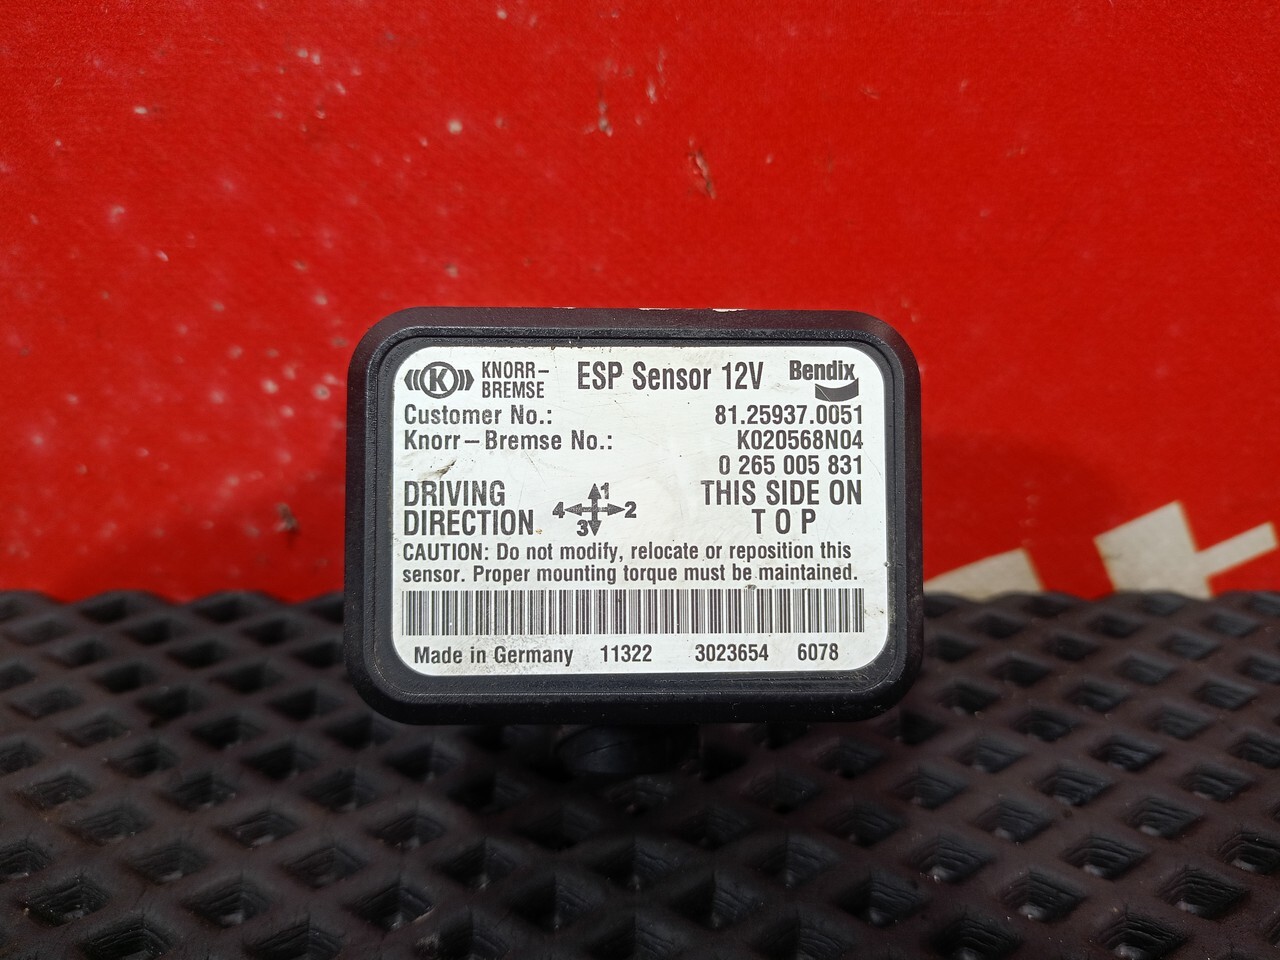 K KNORR-BREMSE ESP Sensor 12V Bendix
Customer No.: 81.25937.0051
Knorr-Bremse No.: K020568N04
0 265 005 831
DRIVING DIRECTION 1 2 3 4 THIS SIDE ON TOP
CAUTION: Do not modify, relocate or reposition this
sensor. Proper mounting torque must be maintained.
Made in Germany 11322 3023654 6078